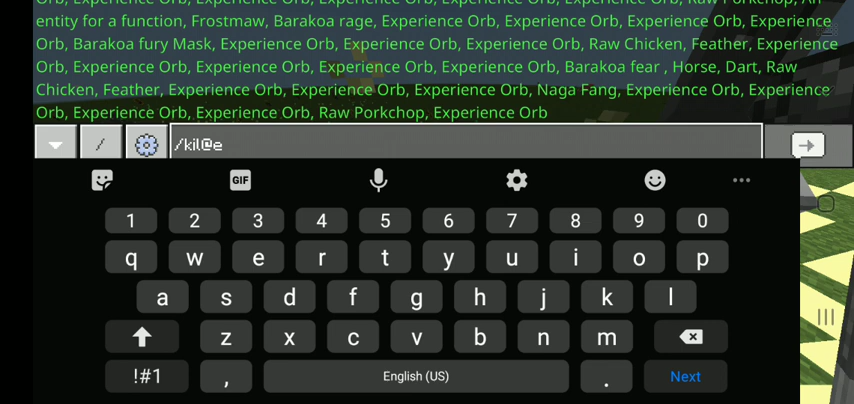 Orb, Experience Orb, Experience Orb, Experience Orb, Experience Orb, Raw Porkchop, An
entity for a function, Frostmaw, Barakoa rage, Experience Orb, Experience Orb, Experience
Orb, Barakoa fury Mask, Experience Orb, Experience Orb, Raw Chicken, Feather, Experience
Orb, Experience Orb, Experience Orb, Experience Orb, Experience Orb, Barakoa fear , Horse, Dart, Raw
Chicken, Feather, Experience Orb, Experience Orb, Experience Orb, Naga Fang, Experience Orb, Experience
Orb, Experience Orb, Experience Orb, Raw Porkchop, Experience Orb
/
/kil@e
GIF
1 2 3 4 5 6 7 8 9 0
q w e r t y u i o p
a s d f g h j k l
z x c v b n m
!#1 , English (US) . Next